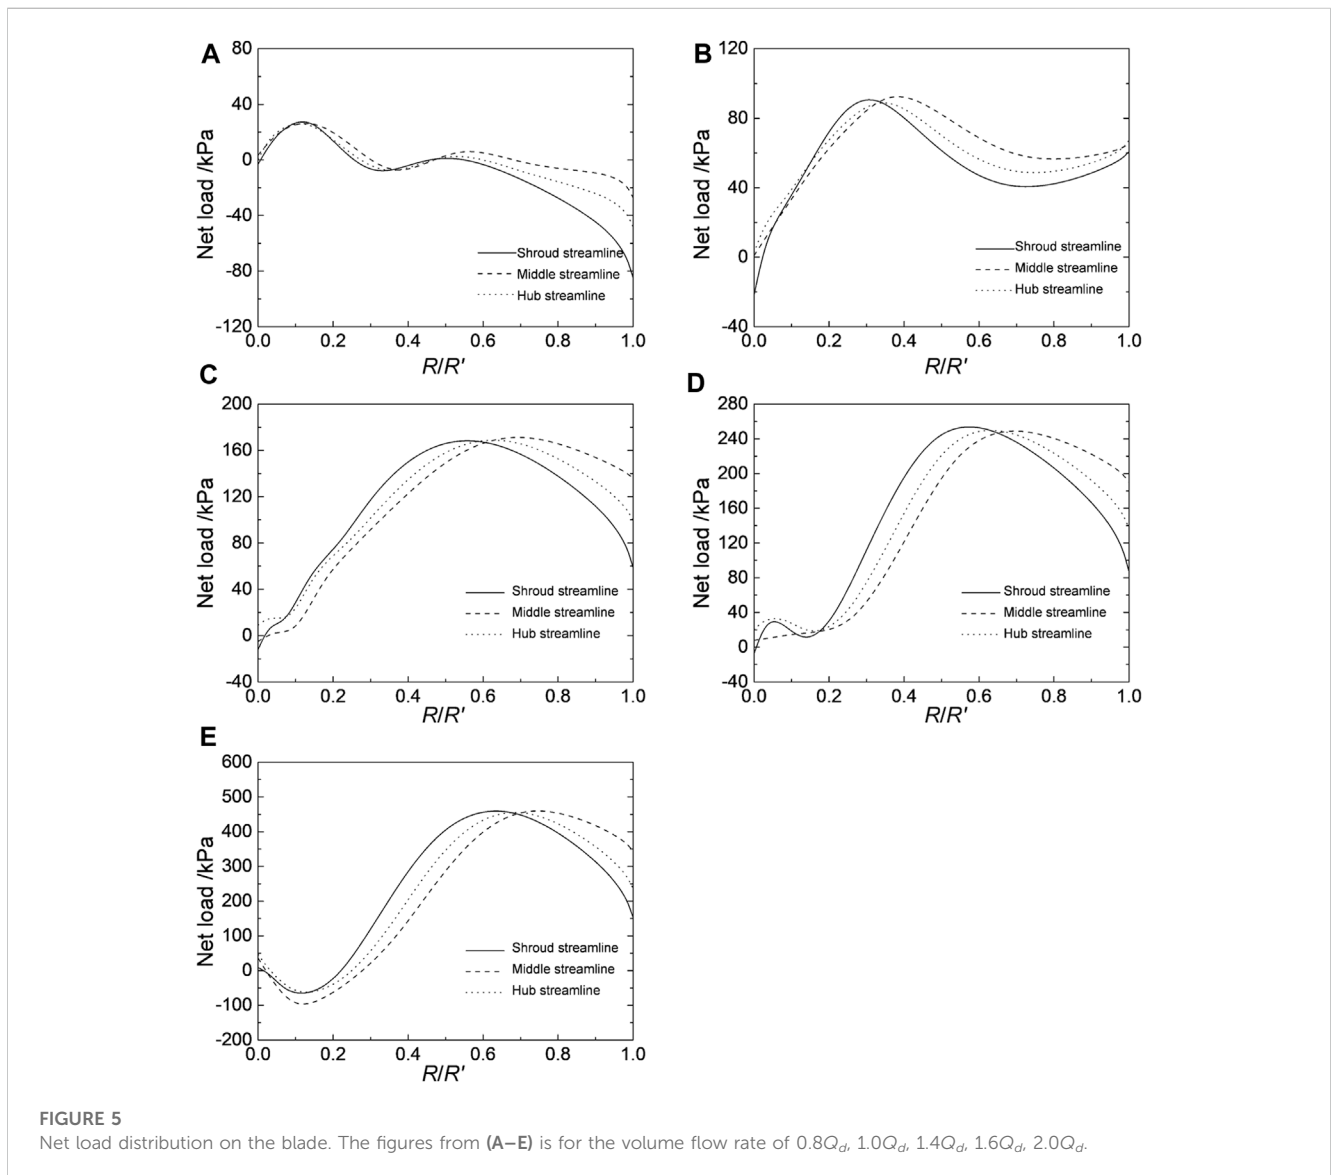 A
80
40
0
-40
-80
-120
Net load /kPa
Shroud streamline
Middle streamline
Hub streamline
0.0 0.2 0.4 0.6 0.8 1.0
R/R'
B
120
80
40
0
-40
Net load /kPa
Shroud streamline
Middle streamline
Hub streamline
0.0 0.2 0.4 0.6 0.8 1.0
R/R'
C
200
160
120
80
40
0
-40
Net load /kPa
Shroud streamline
Middle streamline
Hub streamline
0.0 0.2 0.4 0.6 0.8 1.0
R/R'
D
280
240
200
160
120
80
40
0
-40
Net load /kPa
Shroud streamline
Middle streamline
Hub streamline
0.0 0.2 0.4 0.6 0.8 1.0
R/R'
E
600
500
400
300
200
100
0
-100
-200
Net load /kPa
Shroud streamline
Middle streamline
Hub streamline
0.0 0.2 0.4 0.6 0.8 1.0
R/R'
FIGURE 5
Net load distribution on the blade. The figures from (A–E) is for the volume flow rate of 0.8Qd, 1.0Qd, 1.4Qd, 1.6Qd, 2.0Qd.